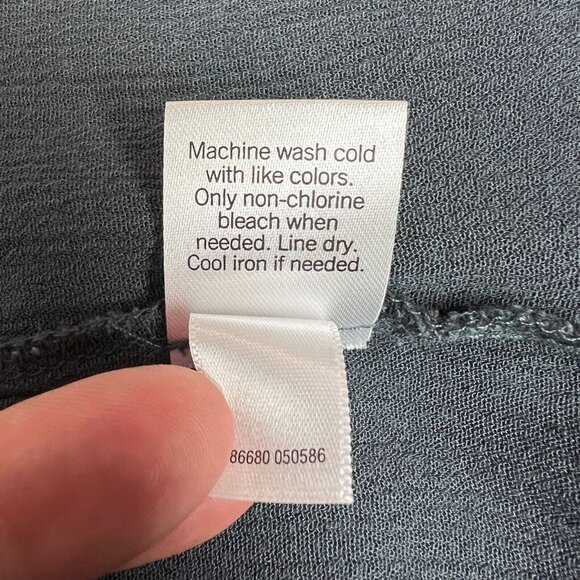 Machine wash cold
with like colors.
Only non-chlorine
bleach when
needed. Line dry.
Cool iron if needed.
86680 050586